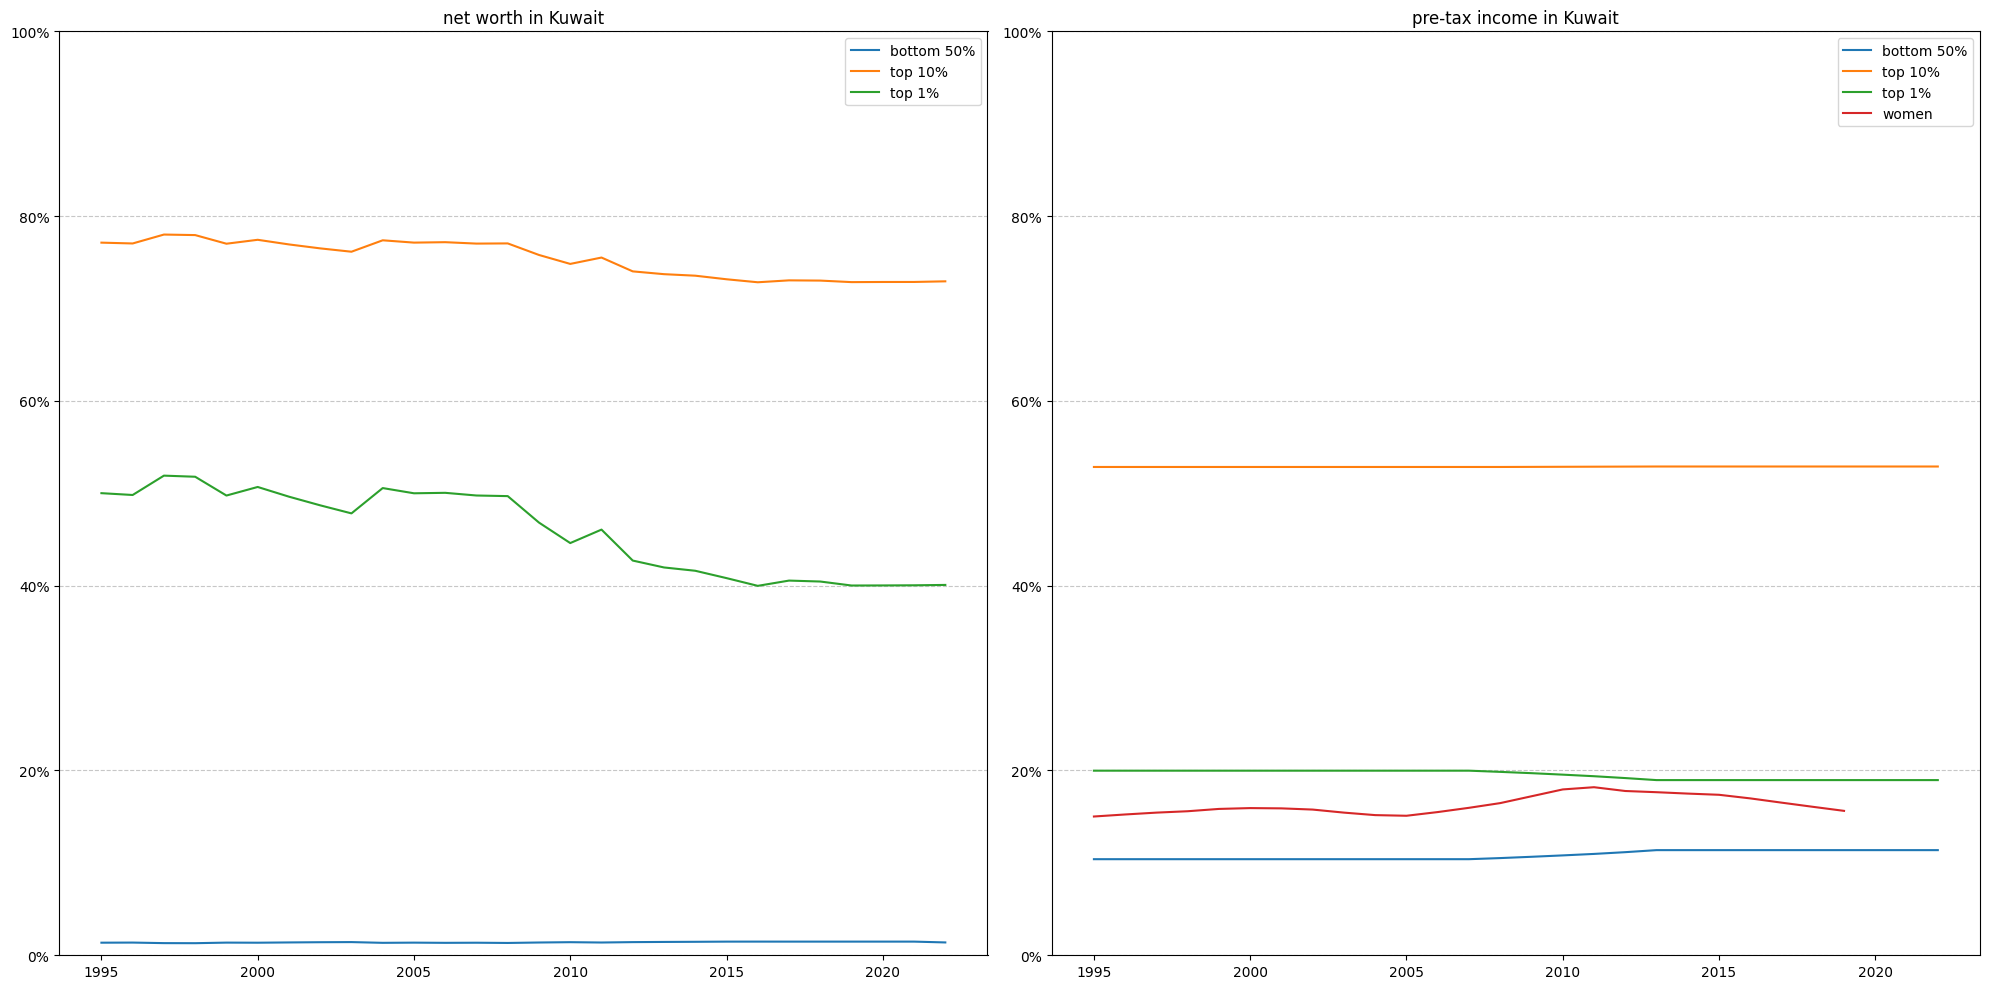 net worth in Kuwait
100%
80%
60%
40%
20%
0%
1995 2000 2005 2010 2015 2020
bottom 50%
top 10%
top 1%
pre-tax income in Kuwait
100%
80%
60%
40%
20%
0%
1995 2000 2005 2010 2015 2020
bottom 50%
top 10%
top 1%
women